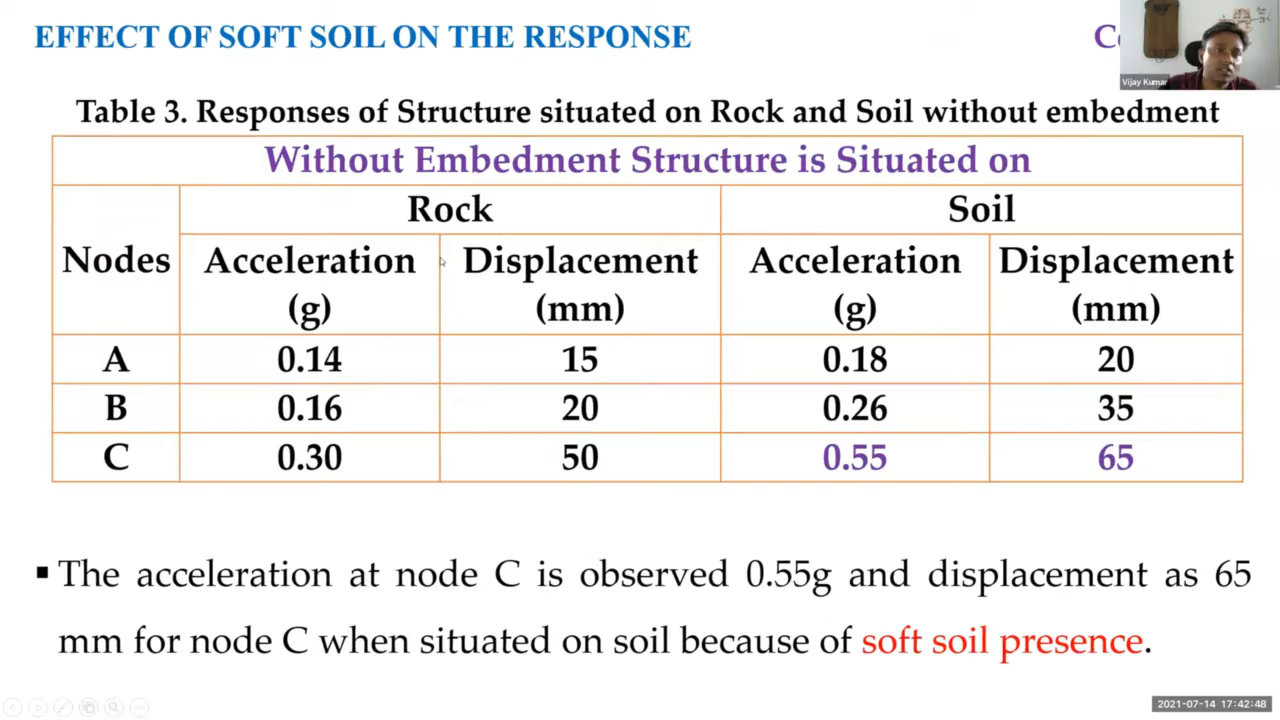 EFFECT OF SOFT SOIL ON THE RESPONSE
Vijay Kumar
Table 3. Responses of Structure situated on Rock and Soil without embedment
Without Embedment Structure is Situated on
Nodes Rock Soil
Acceleration (g) Displacement (mm) Acceleration (g) Displacement (mm)
A 0.14 15 0.18 20
B 0.16 20 0.26 35
C 0.30 50 0.55 65
▪ The acceleration at node C is observed 0.55g and displacement as 65
mm for node C when situated on soil because of soft soil presence.
2021-07-14 17:42:48